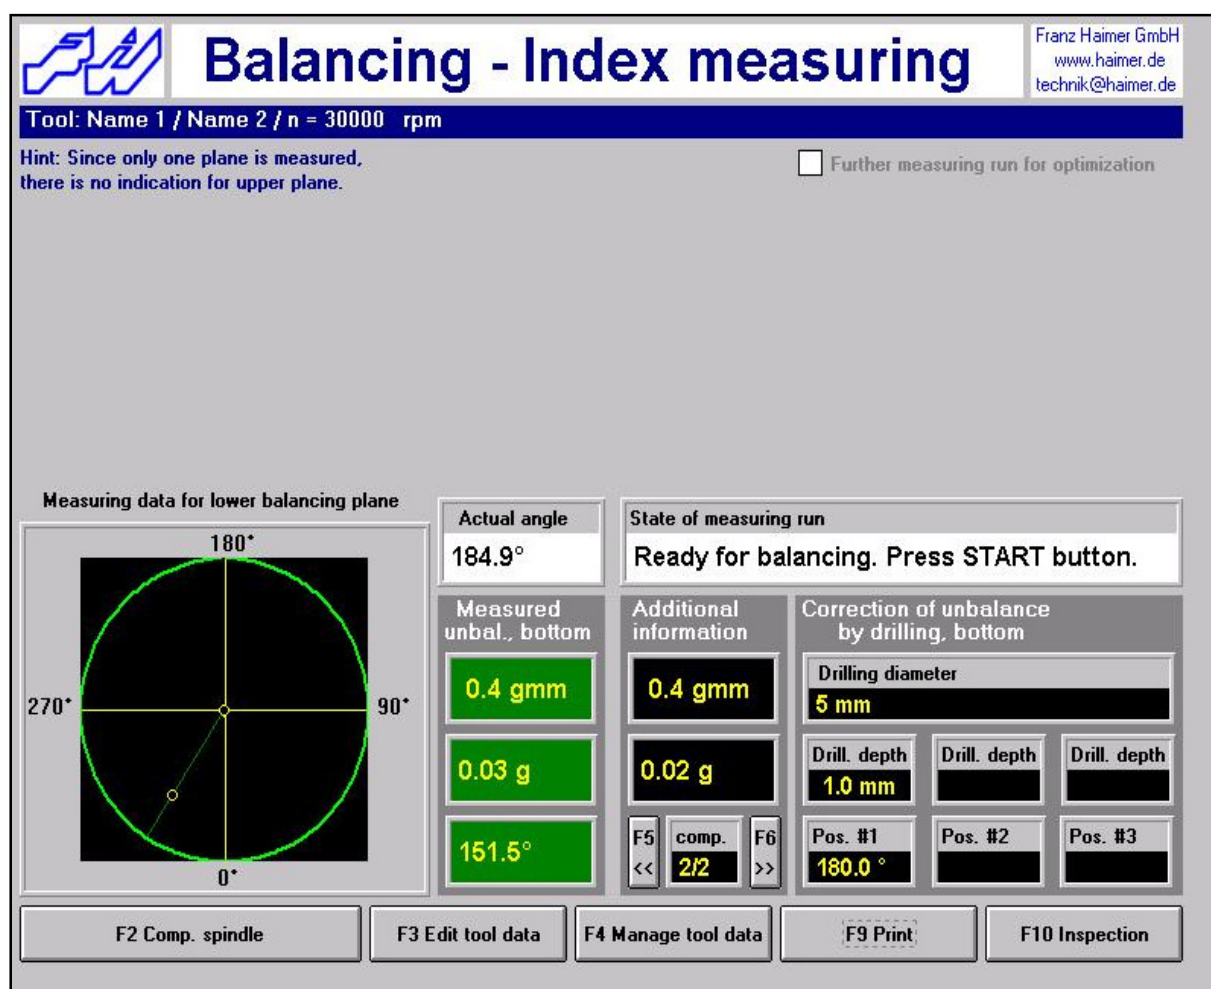 Balancing - Index measuring
Franz Haimer GmbH
www.haimer.de
technik@haimer.de
Tool: Name 1 / Name 2 / n = 30000 rpm
Hint: Since only one plane is measured,
there is no indication for upper plane.
Further measuring run for optimization
Measuring data for lower balancing plane
180°
270°
90°
0°
Actual angle
184.9°
State of measuring run
Ready for balancing. Press START button.
Measured
unbal., bottom
0.4 gmm
0.03 g
151.5°
Additional
information
0.4 gmm
0.02 g
F5
<<
comp.
2/2
F6
>>
Correction of unbalance
by drilling, bottom
Drilling diameter
5 mm
Drill. depth
1.0 mm
Drill. depth
Drill. depth
Pos. #1
180.0 °
Pos. #2
Pos. #3
F2 Comp. spindle
F3 Edit tool data
F4 Manage tool data
F9 Print
F10 Inspection